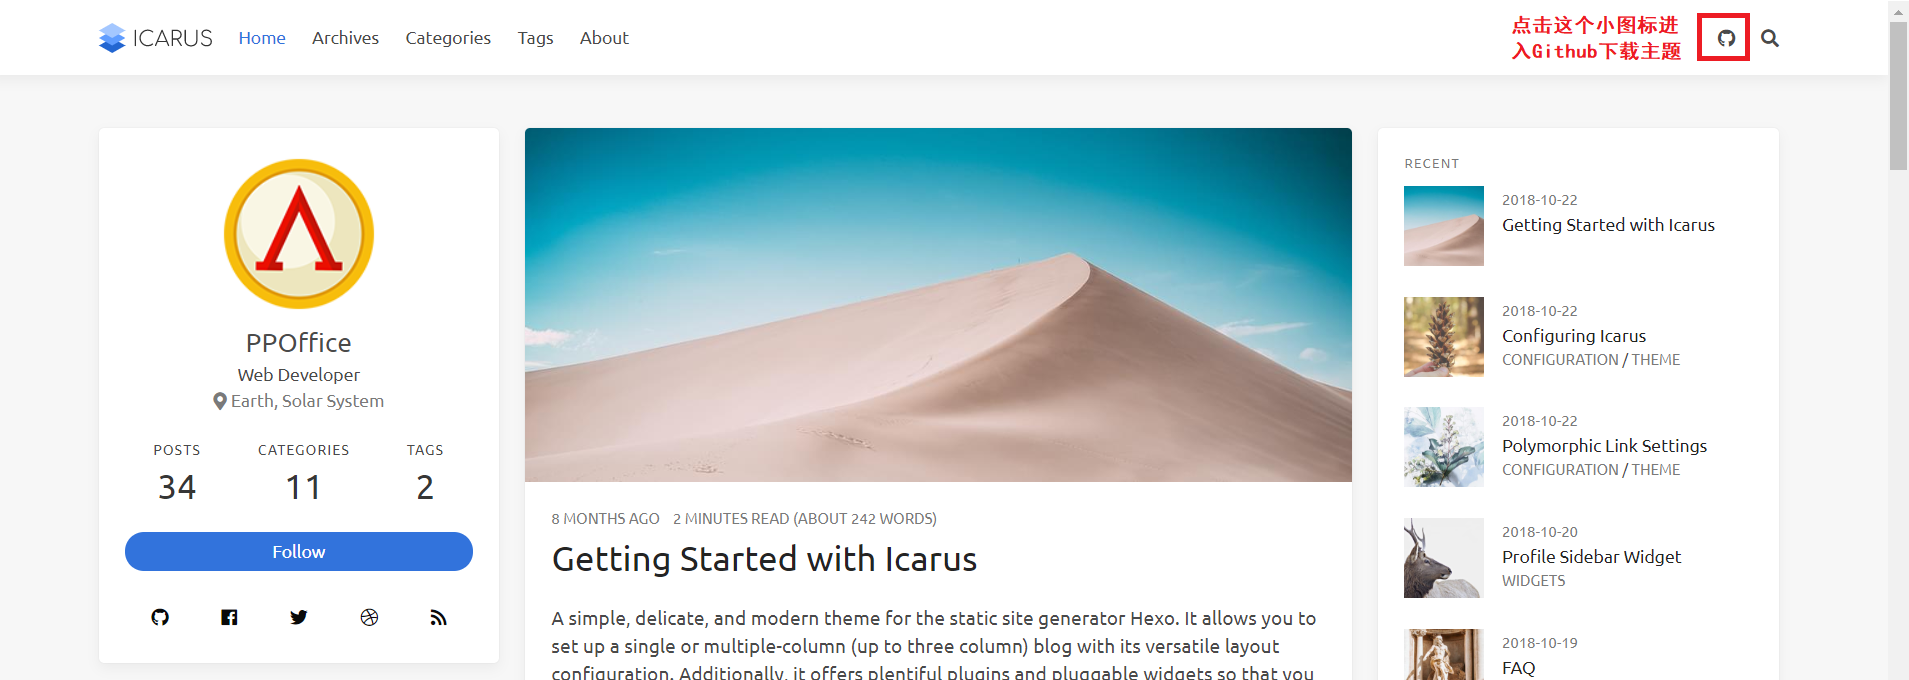 ICARUS
Home
Archives
Categories
Tags
About
点击这个小图标进
入Github下载主题
PPOffice
Web Developer
Earth, Solar System
POSTS
CATEGORIES
TAGS
34
11
2
Follow
8 MONTHS AGO 2 MINUTES READ (ABOUT 242 WORDS)
Getting Started with Icarus
A simple, delicate, and modern theme for the static site generator Hexo. It allows you to
set up a single or multiple-column (up to three column) blog with its versatile layout
configuration. Additionally, it offers plentiful plugins and pluggable widgets so that you
RECENT
2018-10-22
Getting Started with Icarus
2018-10-22
Configuring Icarus
CONFIGURATION / THEME
2018-10-22
Polymorphic Link Settings
CONFIGURATION / THEME
2018-10-20
Profile Sidebar Widget
WIDGETS
2018-10-19
FAQ